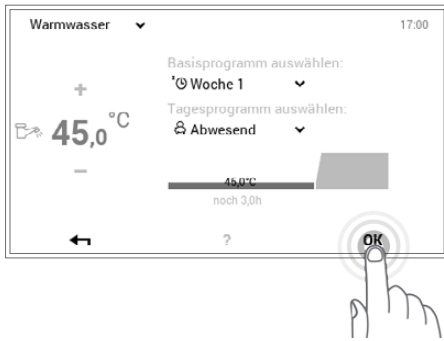 Warmwasser 17:00
Basisprogramm auswählen:
Woche 1
+
Tagesprogramm auswählen:
45,0 °C
Abwesend
−
45,0°C
noch 3,0h
? OK